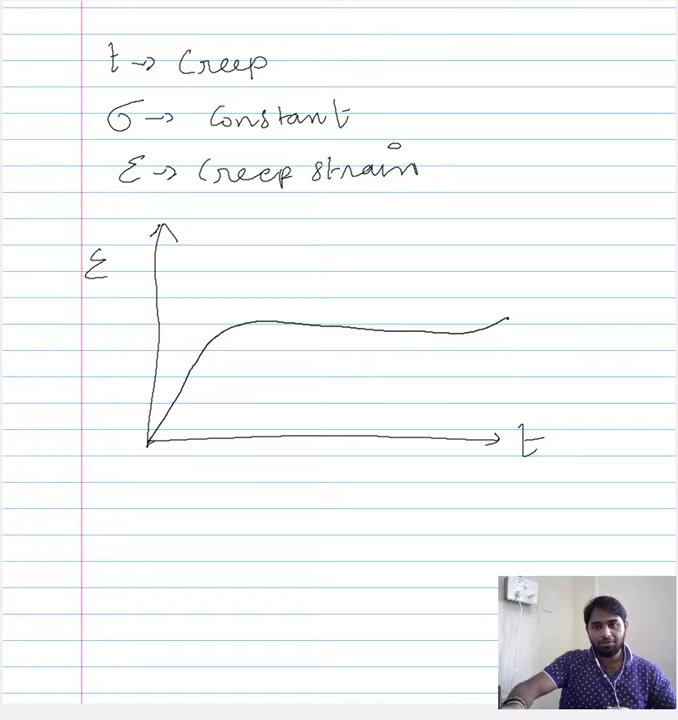 t → Creep
σ → Constant
ε → Creep strain
ε
t